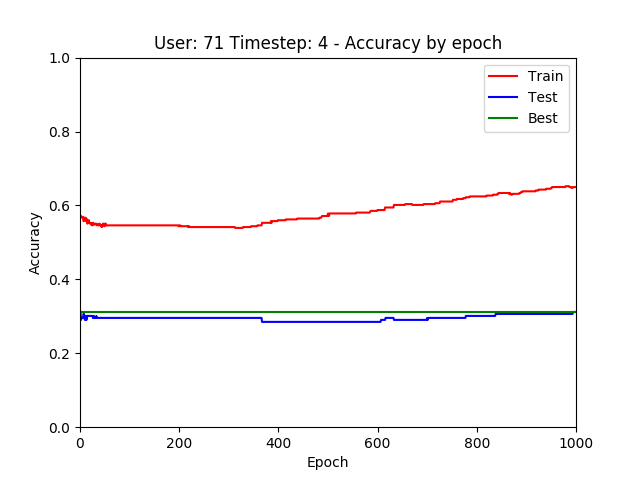 User: 71 Timestep: 4 - Accuracy by epoch
1.0
0.8
0.6
0.4
0.2
0.0
Accuracy
Train
Test
Best
0 200 400 600 800 1000
Epoch